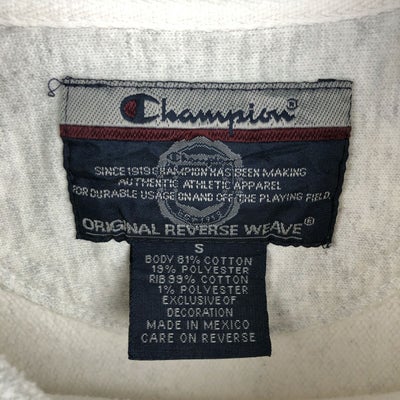 Champion®
SINCE 1919 CHAMPION HAS BEEN MAKING
AUTHENTIC ATHLETIC APPAREL
FOR DURABLE USAGE ON AND OFF THE PLAYING FIELD.
ORIGINAL REVERSE WEAVE®
S
BODY 81% COTTON
19% POLYESTER
RIB 99% COTTON
1% POLYESTER
EXCLUSIVE OF
DECORATION
MADE IN MEXICO
CARE ON REVERSE